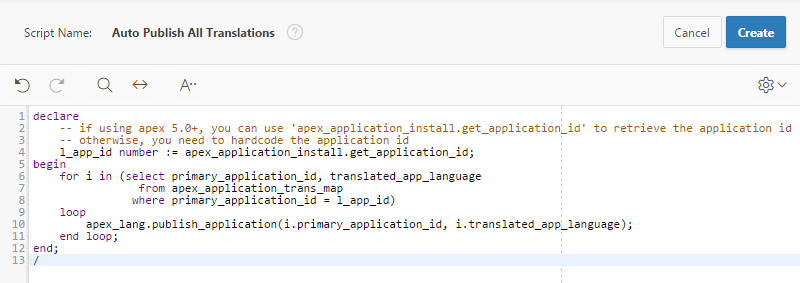 Script Name: Auto Publish All Translations ?
Cancel
Create
A
1 declare
2 -- if using apex 5.0+, you can use 'apex_application_install.get_application_id' to retrieve the application id
3 -- otherwise, you need to hardcode the application id
4 l_app_id number := apex_application_install.get_application_id;
5 begin
6 for i in (select primary_application_id, translated_app_language
7 from apex_application_trans_map
8 where primary_application_id = l_app_id)
9 loop
10 apex_lang.publish_application(i.primary_application_id, i.translated_app_language);
11 end loop;
12 end;
13 /